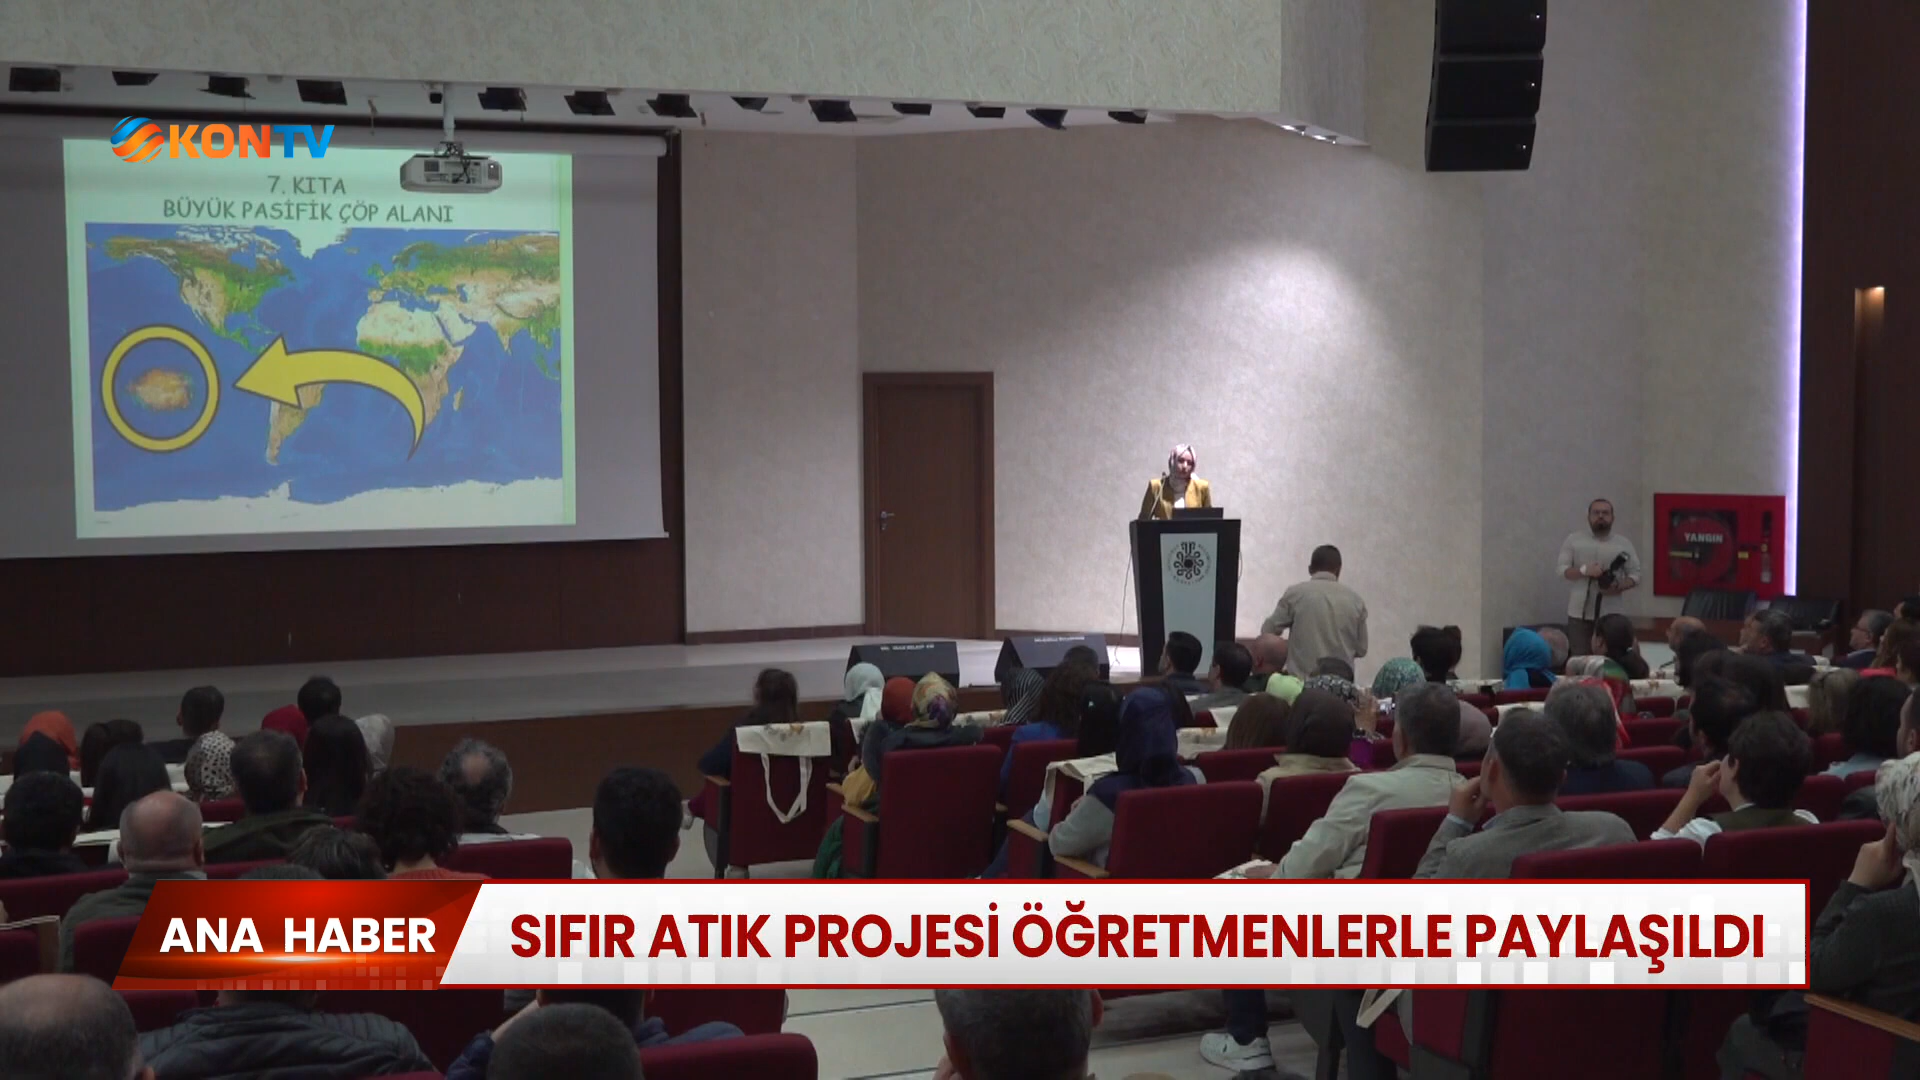 KONTV
7. KITA
BÜYÜK PASİFİK ÇÖP ALANI
YANGIN
ANA HABER
SIFIR ATIK PROJESİ ÖĞRETMENLERLE PAYLAŞILDI